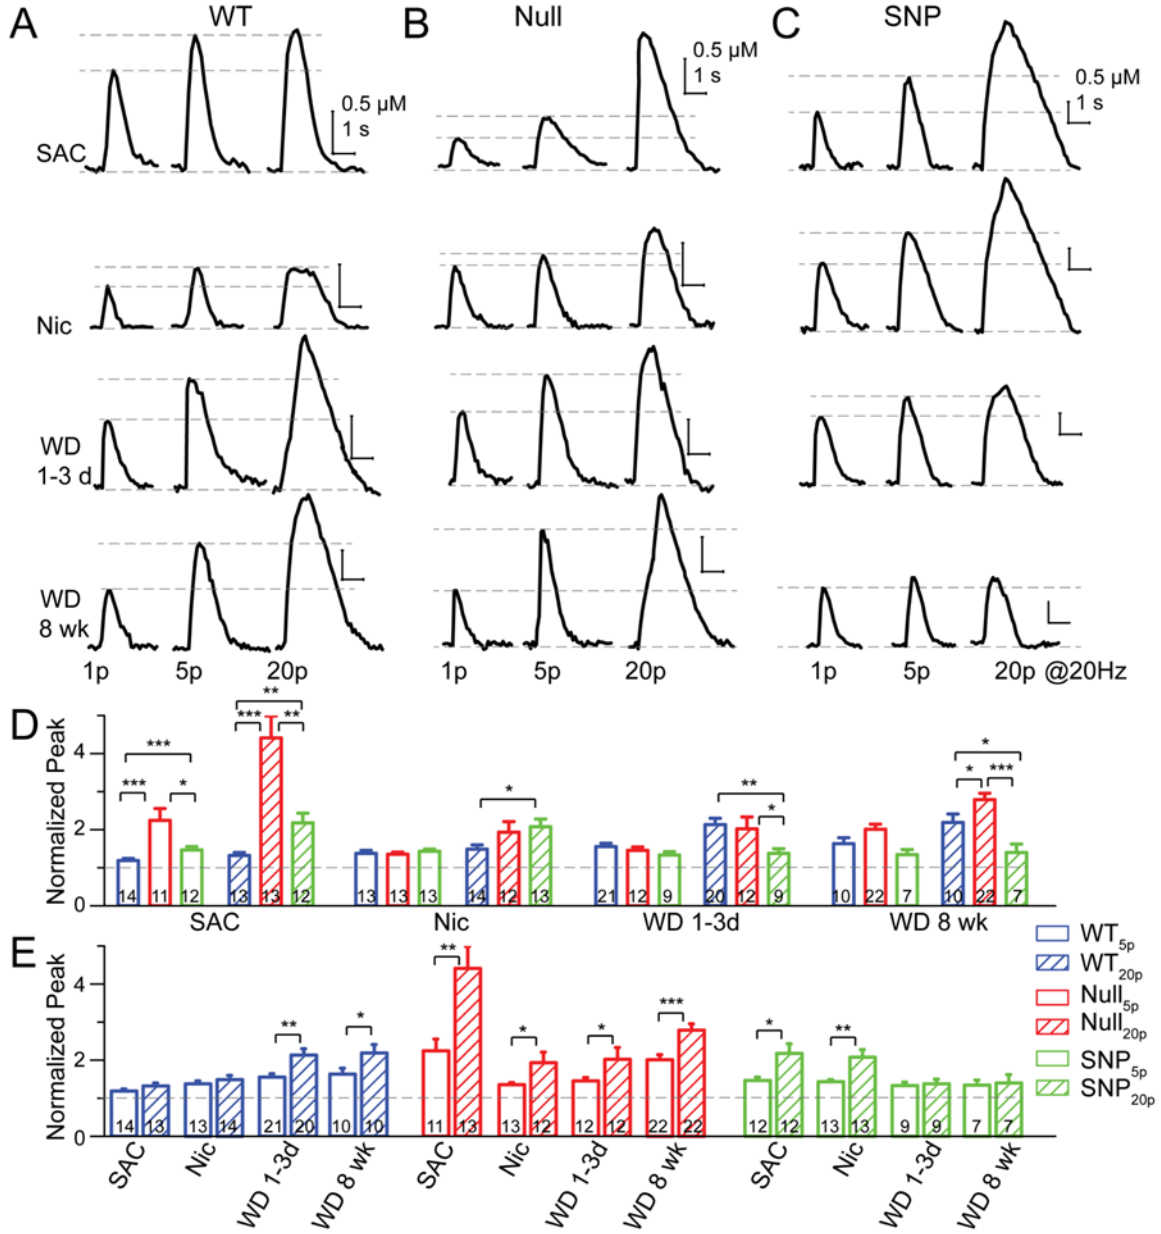 A WT B Null C SNP
0.5 µM
1 s
0.5 µM
1 s
0.5 µM
1 s
SAC
Nic
WD
1-3 d
WD
8 wk
1p 5p 20p 1p 5p 20p 1p 5p 20p @20Hz
D
Normalized Peak
4
2
0
*** *** * ** *** ** * ** * * * ***
14 11 12 13 13 12 13 13 13 14 12 13 21 12 9 20 12 9 10 22 7 10 22 7
SAC Nic WD 1-3d WD 8 wk
E
Normalized Peak
4
2
0
** * ** * * *** * **
14 13 13 14 21 20 10 10 11 13 13 12 12 12 22 22 12 12 13 13 9 9 7 7
SAC Nic WD 1-3d WD 8 wk SAC Nic WD 1-3d WD 8 wk SAC Nic WD 1-3d WD 8 wk
WT5p
WT20p
Null5p
Null20p
SNP5p
SNP20p